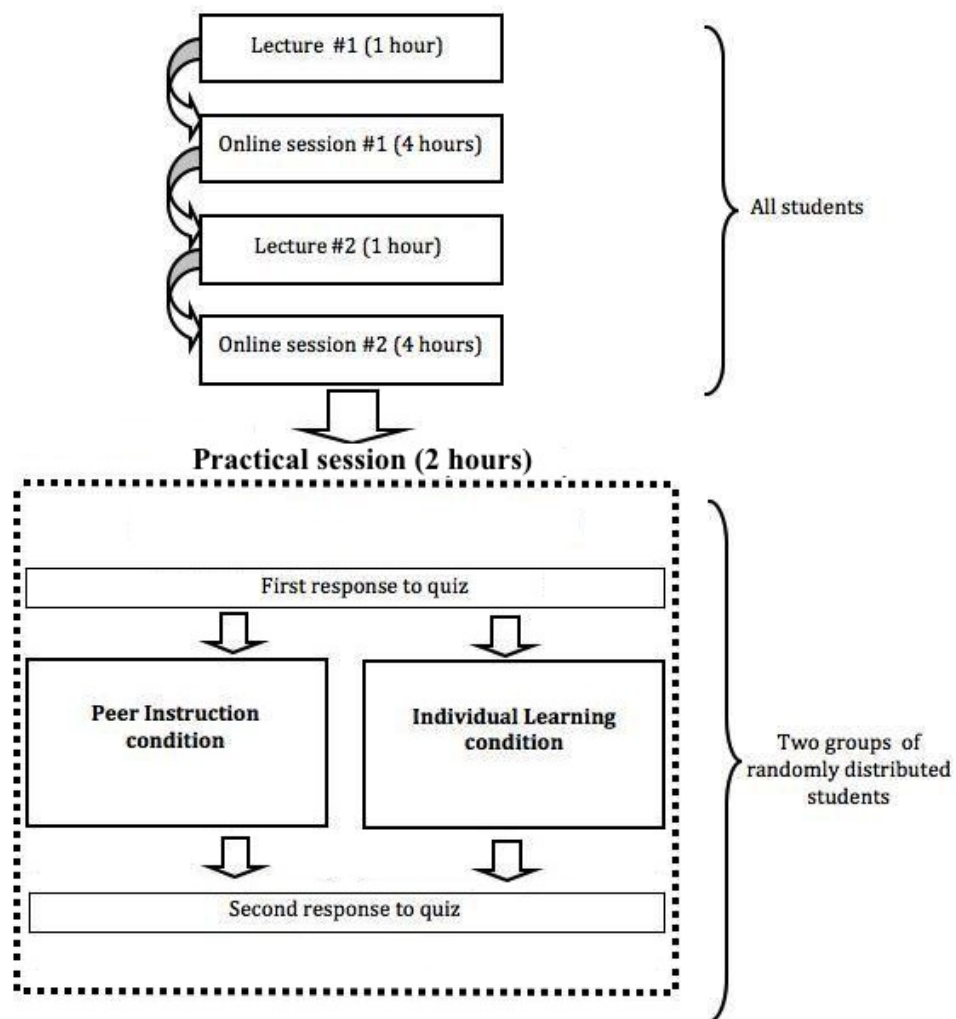 Lecture #1 (1 hour)
Online session #1 (4 hours)
Lecture #2 (1 hour)
Online session #2 (4 hours)
All students
Practical session (2 hours)
First response to quiz
Peer Instruction
condition
Individual Learning
condition
Two groups of
randomly distributed
students
Second response to quiz